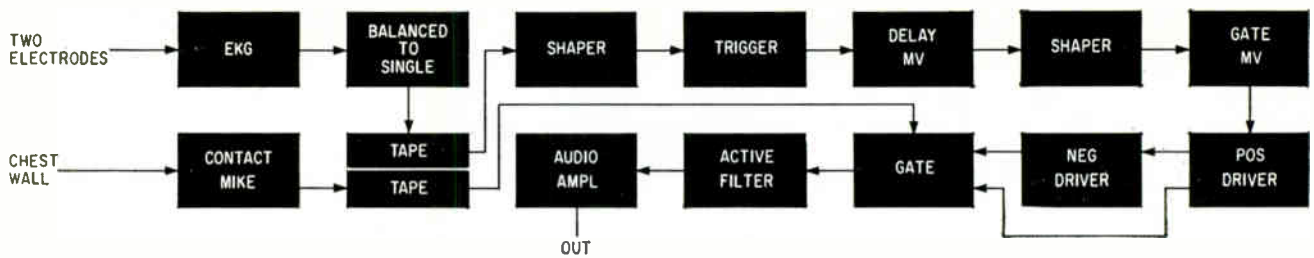 TWO
ELECTRODES
EKG
BALANCED
TO
SINGLE
SHAPER
TRIGGER
DELAY
MV
SHAPER
GATE
MV
CHEST
WALL
CONTACT
MIKE
TAPE
TAPE
AUDIO
AMPL
ACTIVE
FILTER
GATE
NEG
DRIVER
POS
DRIVER
OUT